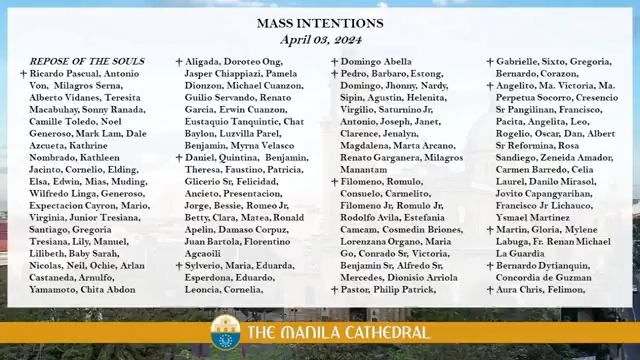 MASS INTENTIONS
April 03, 2024
REPOSE OF THE SOULS
✝ Ricardo Pascual, Antonio
Von, Milagros Serna,
Alberto Vidanes, Teresita
Macabuhay, Sonny Ranada,
Camille Toledo, Noel
Generoso, Mark Lam, Dale
Azcueta, Kathrine
Nombrado, Kathleen
Jacinto, Cornelio, Elding,
Elsa, Edwin, Mias, Muding,
Wilfredo Linga, Generoso,
Expectacion Cayron, Mario,
Virginia, Junior Tresiana,
Santiago, Gregoria
Tresiana, Lily, Manuel,
Lilibeth, Baby Sarah,
Nicolas, Neil, Ochie, Arlan
Castaneda, Arnulfo,
Yamamoto, Chita Abdon
✝ Aligada, Doroteo Ong,
Jasper Chiappiazi, Pamela
Dionzon, Michael Cuanzon,
Guilio Servando, Renato
Garcia, Erwin Cuanzon,
Eustaquio Tanquintic, Chat
Baylon, Luzvilla Parel,
Benjamin, Myrna Velasco
✝ Daniel, Quintina, Benjamin,
Theresa, Faustino, Patricia,
Glicerio Sr, Felicidad,
Ancieto, Presentacion,
Jorge, Bessie, Romeo Jr,
Betty, Clara, Matea, Ronald
Apelin, Damaso Corpuz,
Juan Bartola, Florentino
Agcaoili
✝ Sylverio, Maria, Eduarda,
Esperdona, Eduardo,
Leoncia, Cornelia,
✝ Domingo Abella
✝ Pedro, Barbaro, Estong,
Domingo, Jhonny, Nardy,
Sipin, Agustin, Helenita,
Virgilio, Saturnino Jr,
Antonio, Joseph, Janet,
Clarence, Jenalyn,
Magdalena, Marta Arcano,
Renato Garganera, Milagros
Manantam
✝ Filomeno, Romulo,
Consuelo, Carmelito,
Filomeno Jr, Romulo Jr,
Rodolfo Avila, Estefania
Camcam, Cosmedin Briones,
Lorenzana Organo, Maria
Go, Conrado Sr, Victoria,
Benjamin Sr, Alfredo Sr,
Mercedes, Dionisio Arriola
✝ Pastor, Philip Patrick,
✝ Gabrielle, Sixto, Gregoria,
Bernardo, Corazon,
✝ Angelito, Ma. Victoria, Ma.
Perpetua Socorro, Cresencio
Sr Pangilinan, Francisco,
Pacita, Angelita, Leo,
Rogelio, Oscar, Dan, Albert
Sr Reformina, Rosa
Sandiego, Zeneida Amador,
Carmen Barredo, Celia
Laurel, Danilo Mirasol,
Jovito Capangyarihan,
Francisco Jr Lichauco,
Ysmael Martinez
✝ Martin, Gloria, Mylene
Labuga, Fr. Renan Michael
La Guardia
✝ Bernardo Dytianquin,
Concordia de Guzman
✝ Aura Chris, Felimon,
THE MANILA CATHEDRAL